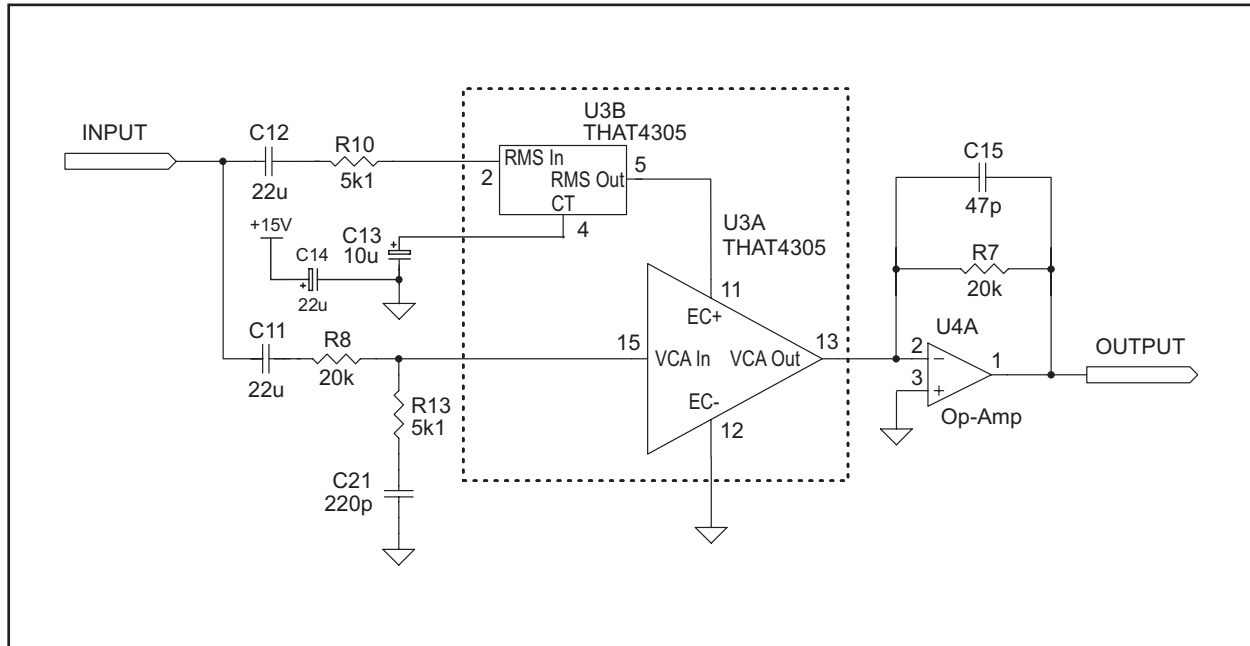 INPUT
C12
22u
R10
5k1
U3B
THAT4305
RMS In
2
RMS Out
5
CT
4
+15V
C14
22u
C13
10u
+
+
U3A
THAT4305
11
EC+
15
VCA In
VCA Out
13
EC-
12
C11
22u
R8
20k
R13
5k1
C21
220p
C15
47p
R7
20k
U4A
2
−
3
+
1
Op-Amp
OUTPUT